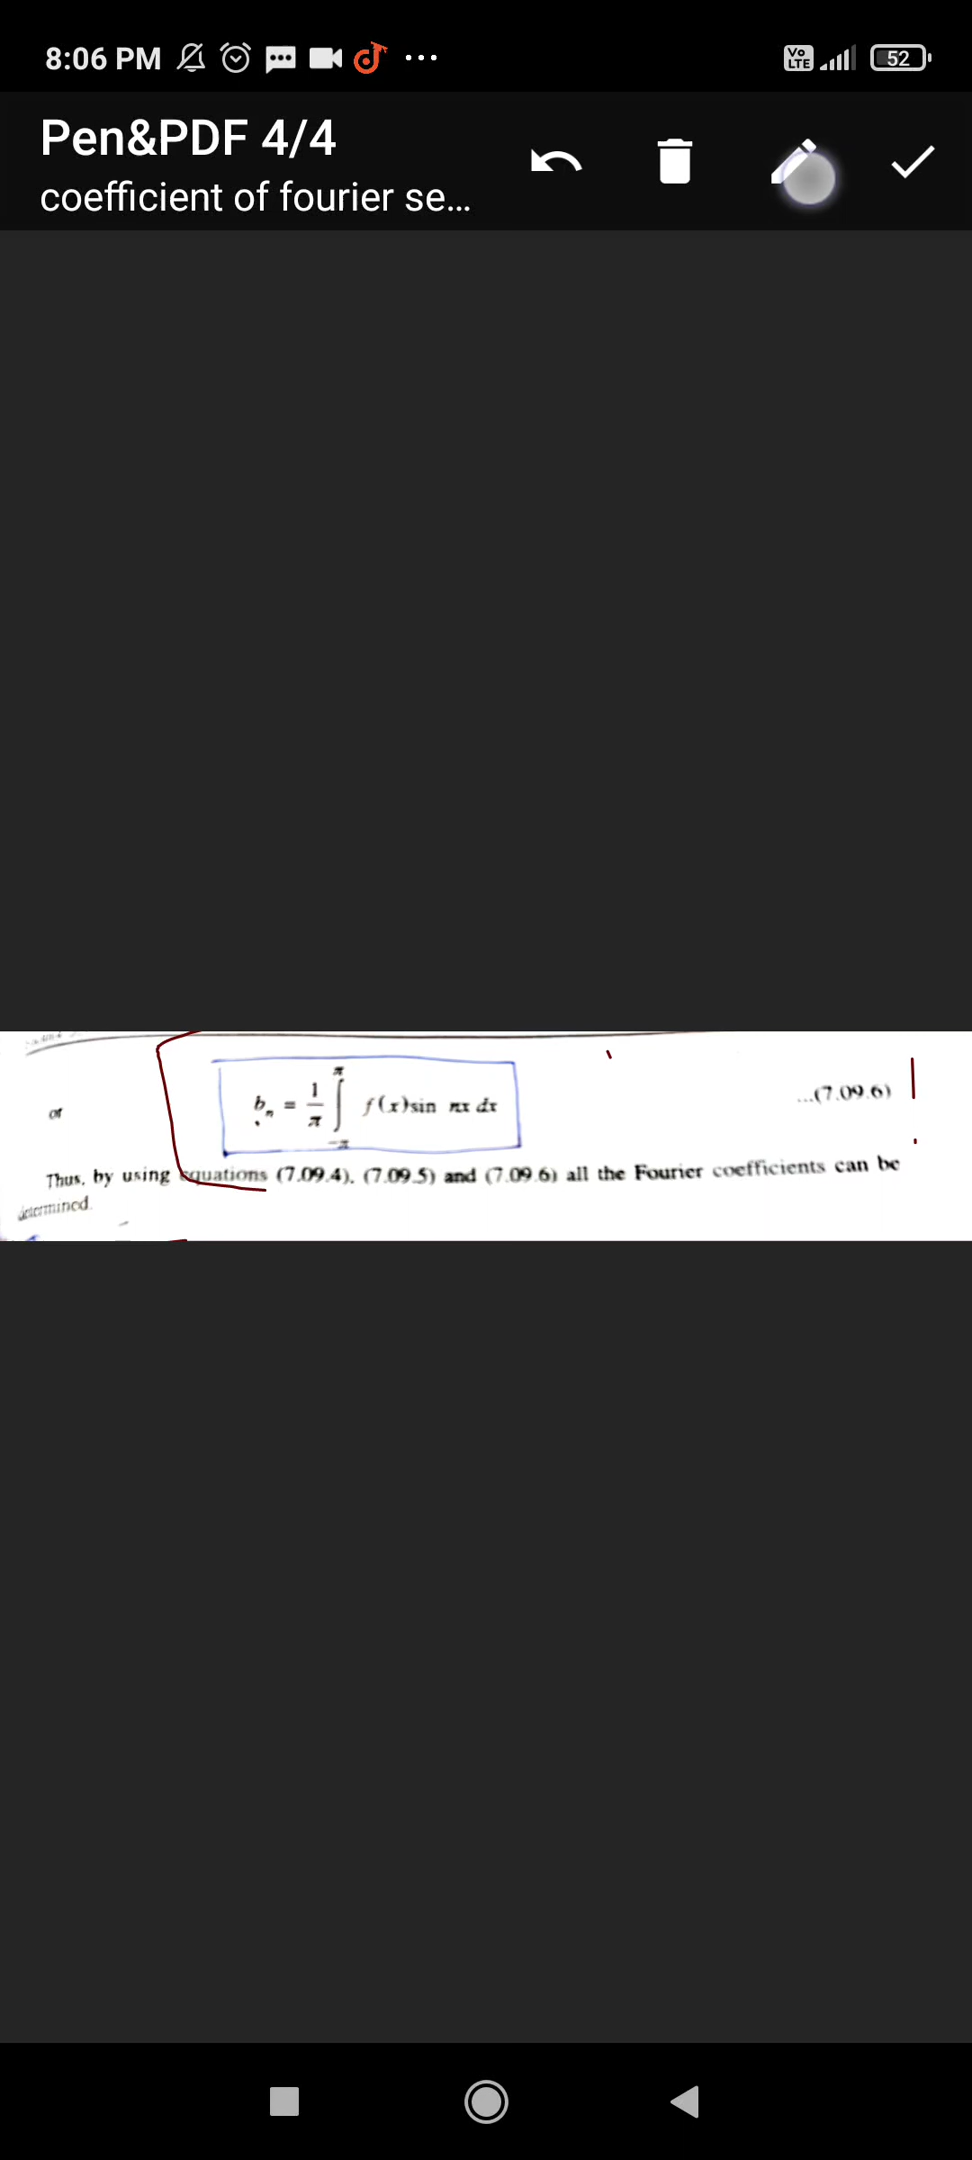 8:06 PM
Vo LTE
52
Pen&PDF 4/4
coefficient of fourier se...
or
bₙ = 1/π ∫_{-π}^{π} f(x)sin nx dx ...(7.09.6)
Thus, by using equations (7.09.4), (7.09.5) and (7.09.6) all the Fourier coefficients can be
determined.